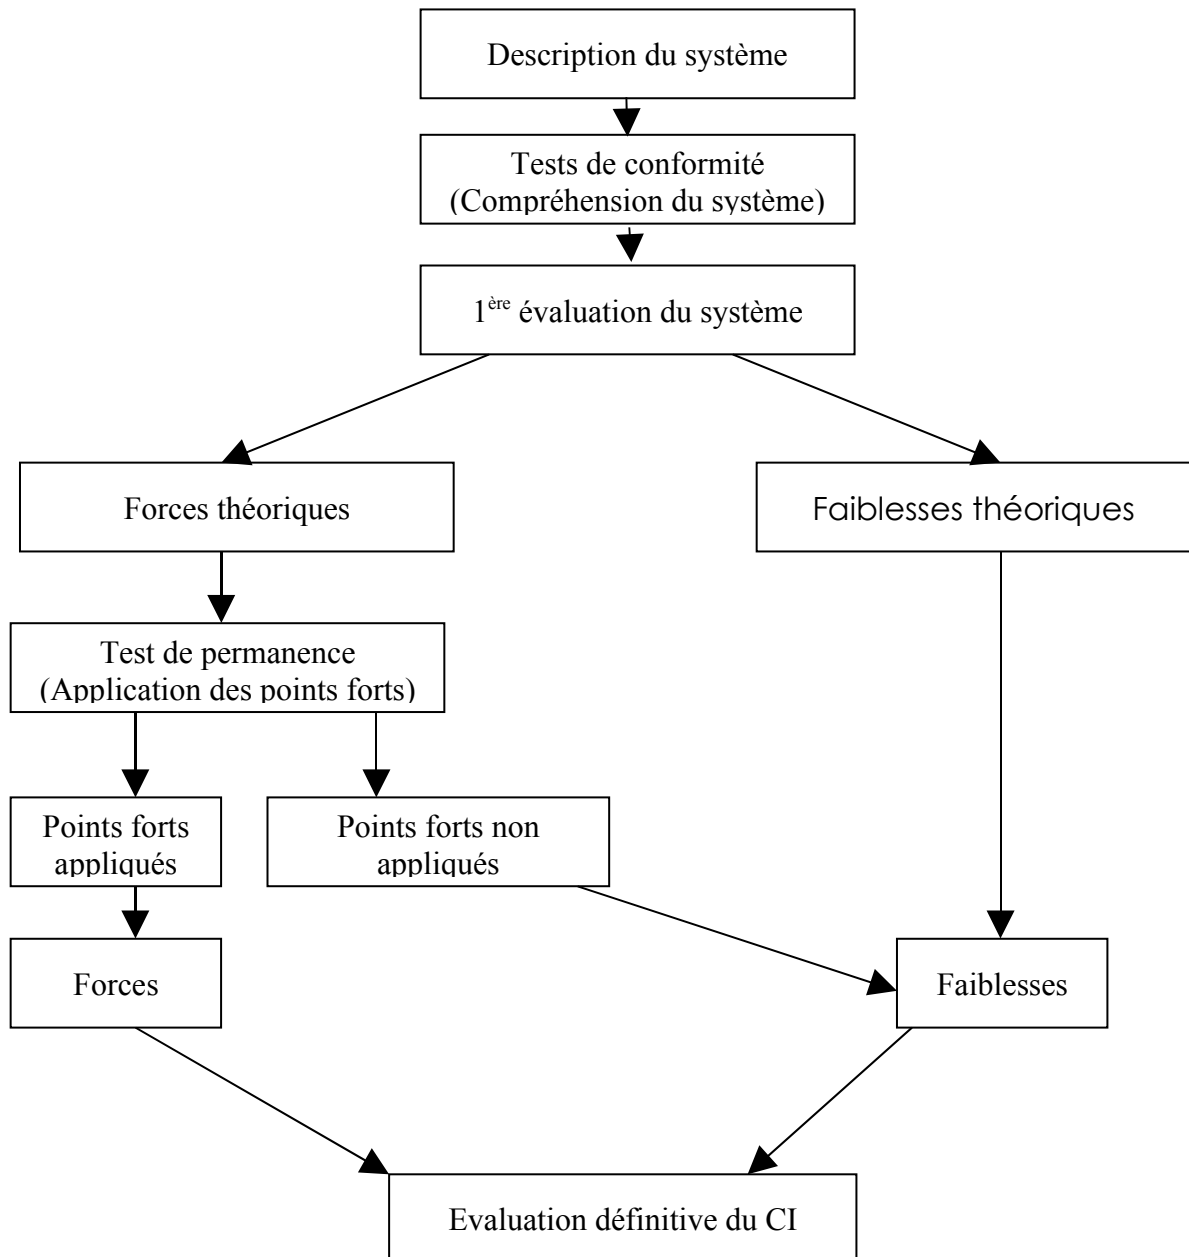 Description du système
Tests de conformité
(Compréhension du système)
1ère évaluation du système
Forces théoriques
Faiblesses théoriques
Test de permanence
(Application des points forts)
Points forts
appliqués
Points forts non
appliqués
Forces
Faiblesses
Evaluation définitive du CI